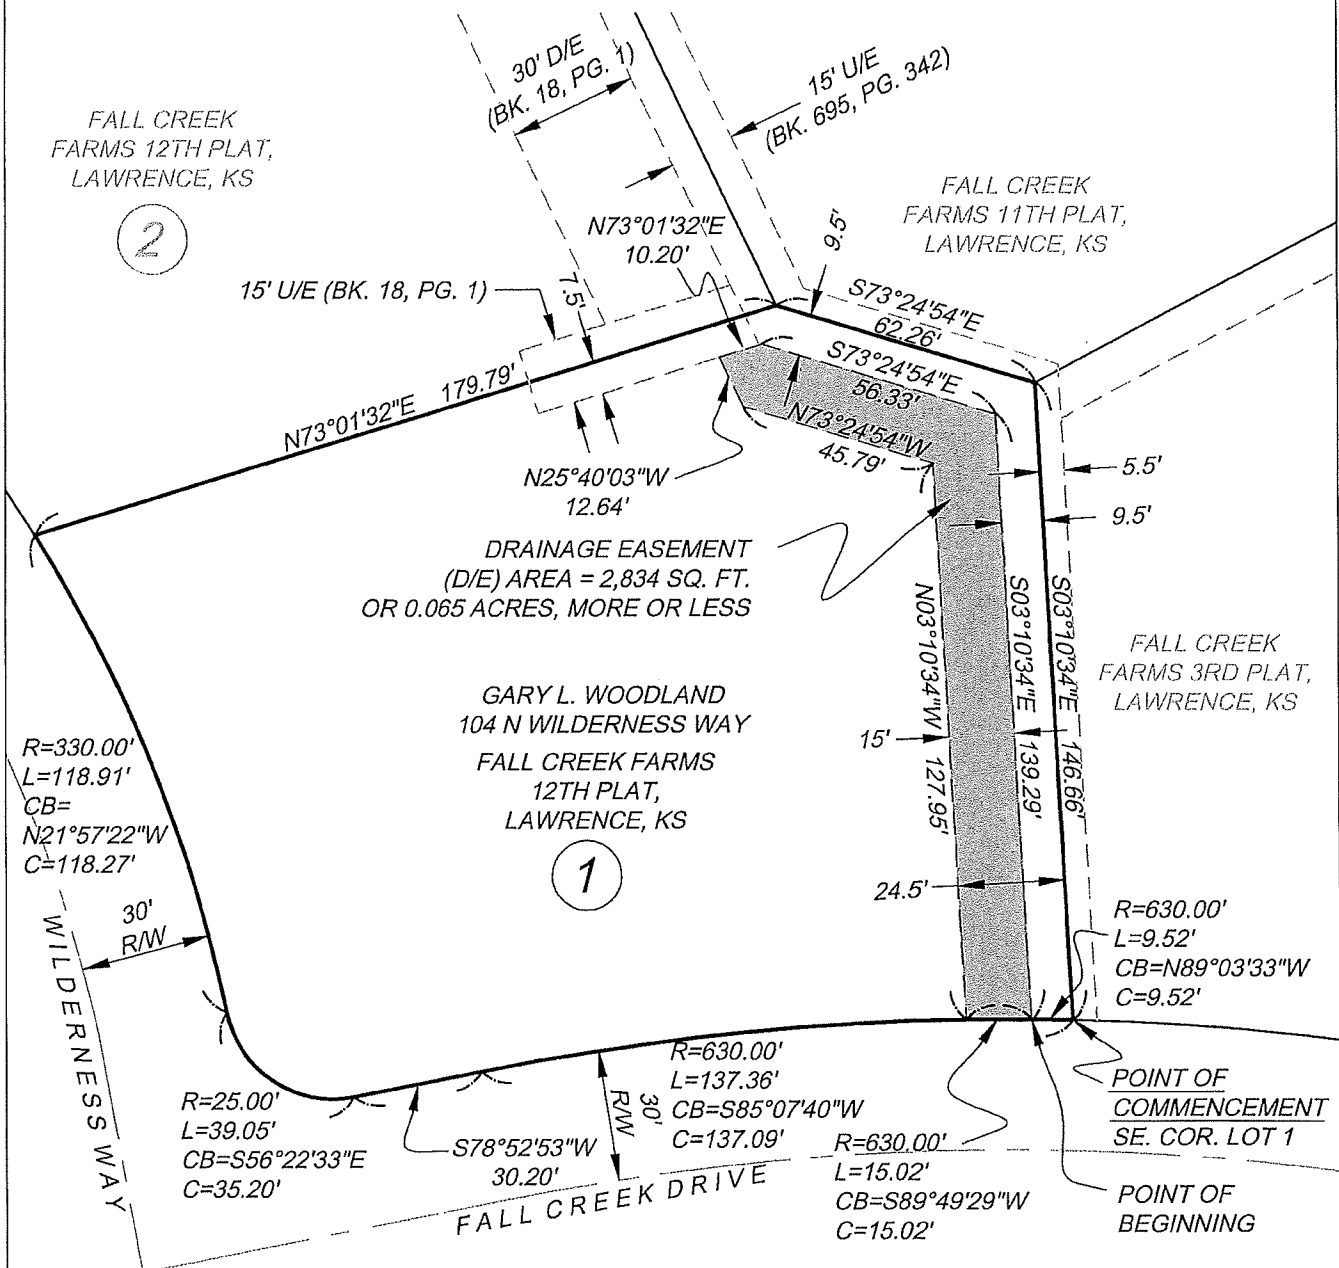 30' D/E
(BK. 18, PG. 1)
15' U/E
(BK. 695, PG. 342)
FALL CREEK
FARMS 12TH PLAT,
LAWRENCE, KS
2
FALL CREEK
FARMS 11TH PLAT,
LAWRENCE, KS
N73°01'32"E
10.20'
9.5'
15' U/E (BK. 18, PG. 1)
7.5'
S73°24'54"E
62.26'
S73°24'54"E
56.33'
N73°01'32"E 179.79'
N73°24'54"W
45.79'
N25°40'03"W
12.64'
5.5'
9.5'
DRAINAGE EASEMENT
(D/E) AREA = 2,834 SQ. FT.
OR 0.065 ACRES, MORE OR LESS
N03°10'34"W 127.95'
S03°10'34"E 139.29'
S03°10'34"E 146.66'
FALL CREEK
FARMS 3RD PLAT,
LAWRENCE, KS
GARY L. WOODLAND
104 N WILDERNESS WAY
FALL CREEK FARMS
12TH PLAT,
LAWRENCE, KS
1
15'
24.5'
R=330.00'
L=118.91'
CB=
N21°57'22"W
C=118.27'
30'
R/W
WILDERNESS WAY
R=630.00'
L=9.52'
CB=N89°03'33"W
C=9.52'
R=25.00'
L=39.05'
CB=S56°22'33"E
C=35.20'
S78°52'53"W
30.20'
30'
R/W
R=630.00'
L=137.36'
CB=S85°07'40"W
C=137.09'
R=630.00'
L=15.02'
CB=S89°49'29"W
C=15.02'
POINT OF
COMMENCEMENT
SE. COR. LOT 1
POINT OF
BEGINNING
FALL CREEK DRIVE